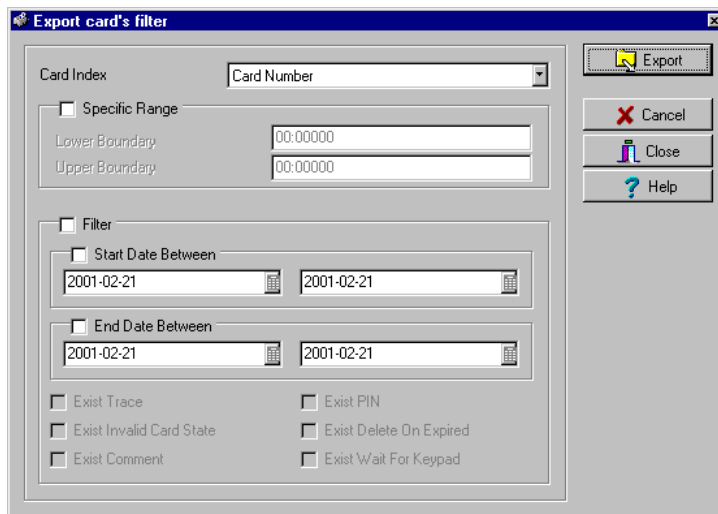 Export card's filter
Card Index
Card Number
Specific Range
Lower Boundary
00:00000
Upper Boundary
00:00000
Filter
Start Date Between
2001-02-21
2001-02-21
End Date Between
2001-02-21
2001-02-21
Exist Trace
Exist PIN
Exist Invalid Card State
Exist Delete On Expired
Exist Comment
Exist Wait For Keypad
Export
Cancel
Close
Help